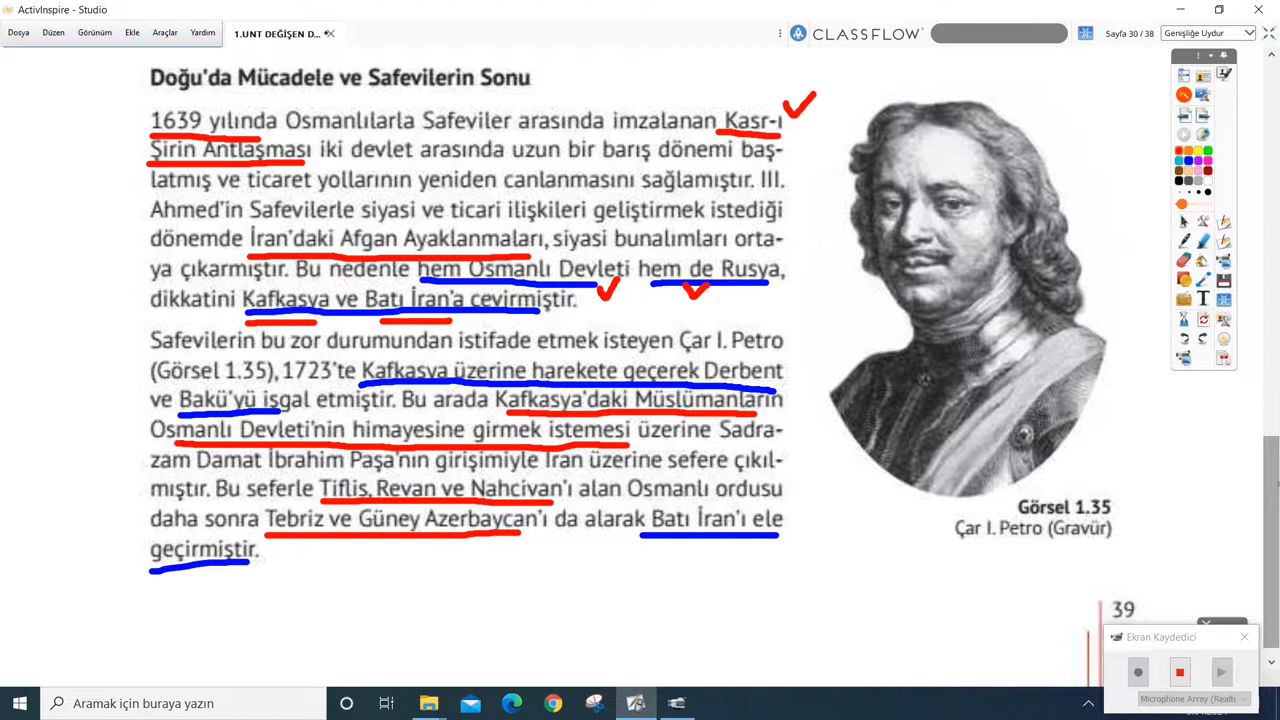 ActivInspire - Studio
Dosya Düzen Görünüm Ekle Araçlar Yardım
1.UNT DEĞİŞEN D...
CLASSFLOW
Sayfa 30 / 38
Genişliğe Uydur
Doğu'da Mücadele ve Safevilerin Sonu
1639 yılında Osmanlılarla Safeviler arasında imzalanan Kasr-ı
Şirin Antlaşması iki devlet arasında uzun bir barış dönemi baş-
latmış ve ticaret yollarının yeniden canlanmasını sağlamıştır. III.
Ahmed'in Safevilerle siyasi ve ticari ilişkileri geliştirmek istediği
dönemde İran'daki Afgan Ayaklanmaları, siyasi bunalımları orta-
ya çıkarmıştır. Bu nedenle hem Osmanlı Devleti hem de Rusya,
dikkatini Kafkasya ve Batı İran'a çevirmiştir.
Safevilerin bu zor durumundan istifade etmek isteyen Çar I. Petro
(Görsel 1.35), 1723'te Kafkasya üzerine harekete geçerek Derbent
ve Bakü'yü işgal etmiştir. Bu arada Kafkasya'daki Müslümanların
Osmanlı Devleti'nin himayesine girmek istemesi üzerine Sadra-
zam Damat İbrahim Paşa'nın girişimiyle İran üzerine sefere çıkıl-
mıştır. Bu seferle Tiflis, Revan ve Nahcivan'ı alan Osmanlı ordusu
daha sonra Tebriz ve Güney Azerbaycan'ı da alarak Batı İran'ı ele
geçirmiştir.
Görsel 1.35
Çar I. Petro (Gravür)
39
Ekran Kaydedici
Microphone Array (Realt
Aramak için buraya yazın